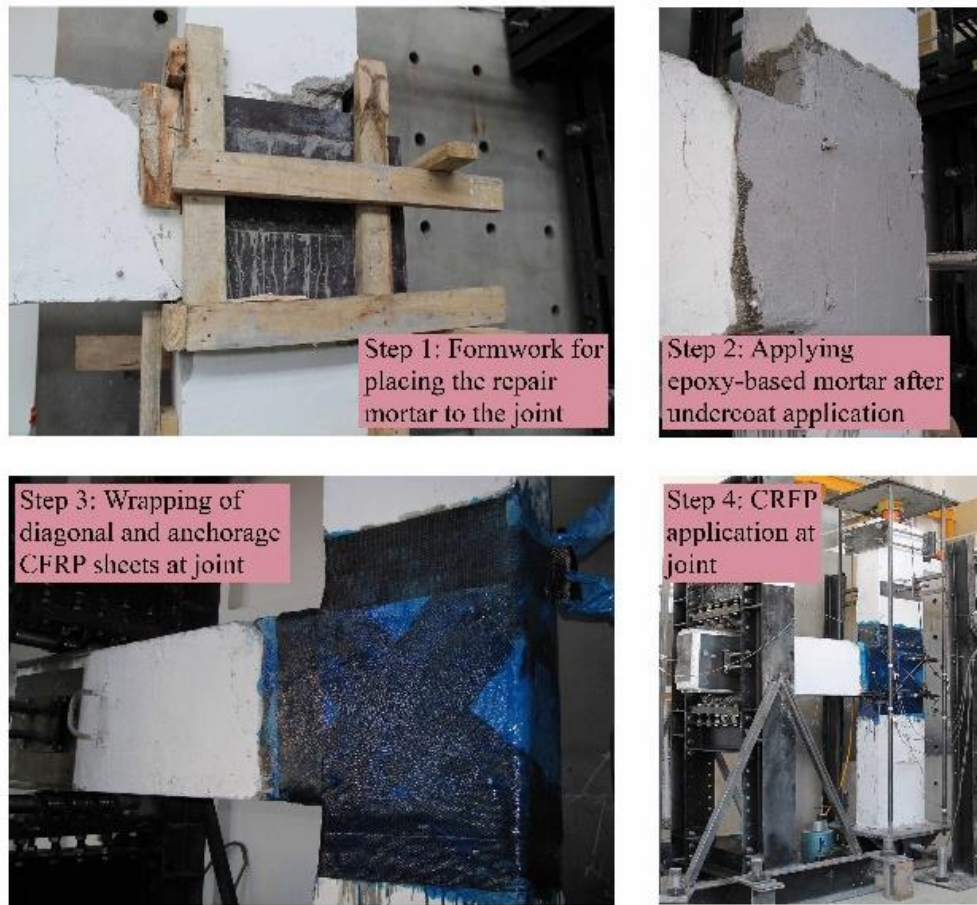 Step 1: Formwork for
placing the repair
mortar to the joint
Step 2: Applying
epoxy-based mortar after
undercoat application
Step 3: Wrapping of
diagonal and anchorage
CFRP sheets at joint
Step 4: CRFP
application at
joint